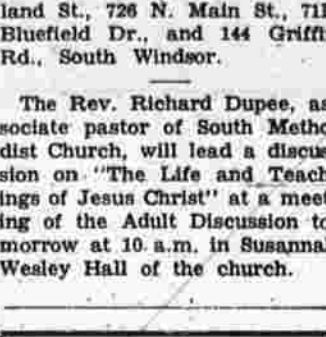 land St., 726 N. Main St., 711
Bluefield Dr., and 144 Griffi
Rd., South Windsor.
The Rev. Richard Dupee, as
sociate pastor of South Metho
dist Church, will lead a discus
sion on "The Life and Teach
ings of Jesus Christ" at a meet
ing of the Adult Discussion to
morrow at 10 a.m. in Susanna
Wesley Hall of the church.